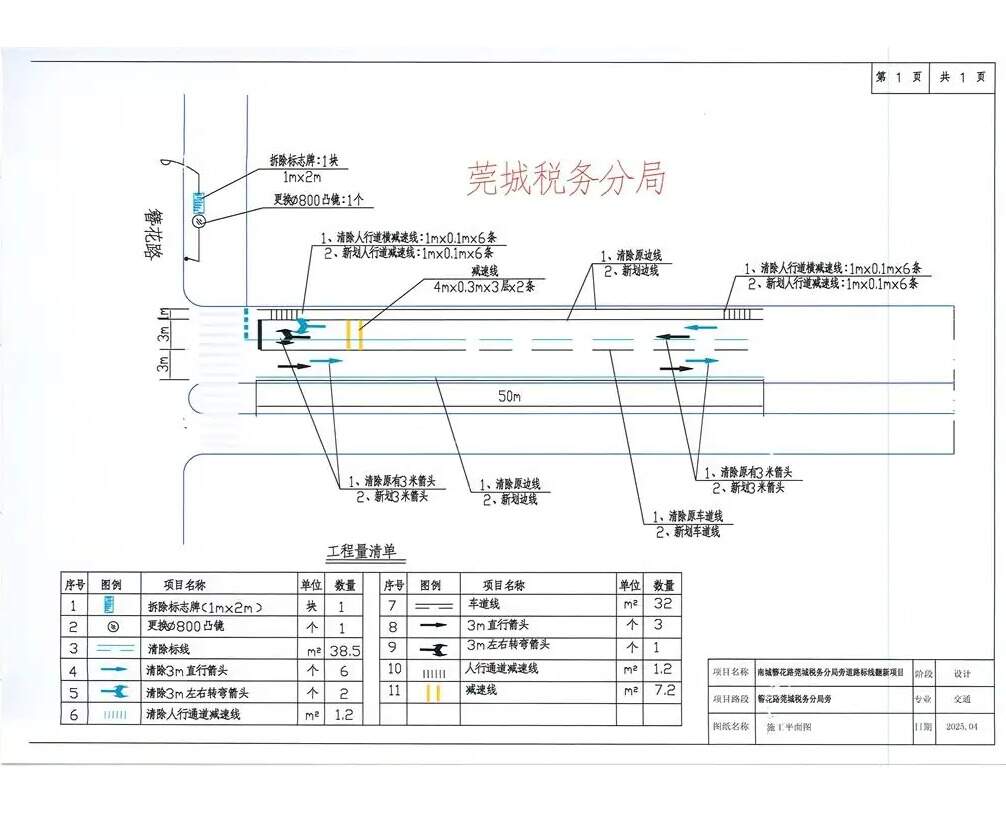 第 1 页 共 1 页
莞城税务分局
拆除标志牌:1块
1mx2m
更换Ø800凸镜:1个
簪花路
1、清除人行道横减速线:1mx0.1mx6条
2、新划人行道减速线:1mx0.1mx6条
减速线
4mx0.3mx3层x2条
1、清除原边线
2、新划边线
1、清除人行道横减速线:1mx0.1mx6条
2、新划人行道减速线:1mx0.1mx6条
1m
3m
3m
50m
1、清除原有3米箭头
2、新划3米箭头
1、清除原边线
2、新划边线
1、清除原有3米箭头
2、新划3米箭头
1、清除原车道线
2、新划车道线
工程量清单
序号 图例 项目名称 单位 数量
1 拆除标志牌(1mx2m) 块 1
2 更换Ø800凸镜 个 1
3 清除标线 m² 38.5
4 清除3m直行箭头 个 6
5 清除3m左右转弯箭头 个 2
6 清除人行通道减速线 m² 1.2
序号 图例 项目名称 单位 数量
7 车道线 m² 32
8 3m直行箭头 个 3
9 3m左右转弯箭头 个 1
10 人行通道减速线 m² 1.2
11 减速线 m² 7.2
项目名称 南城簪花路莞城税务分局旁道路标线翻新项目 阶段 设计
项目路段 簪花路莞城税务分局旁 专业 交通
图纸名称 施工平面图 日期 2025.04